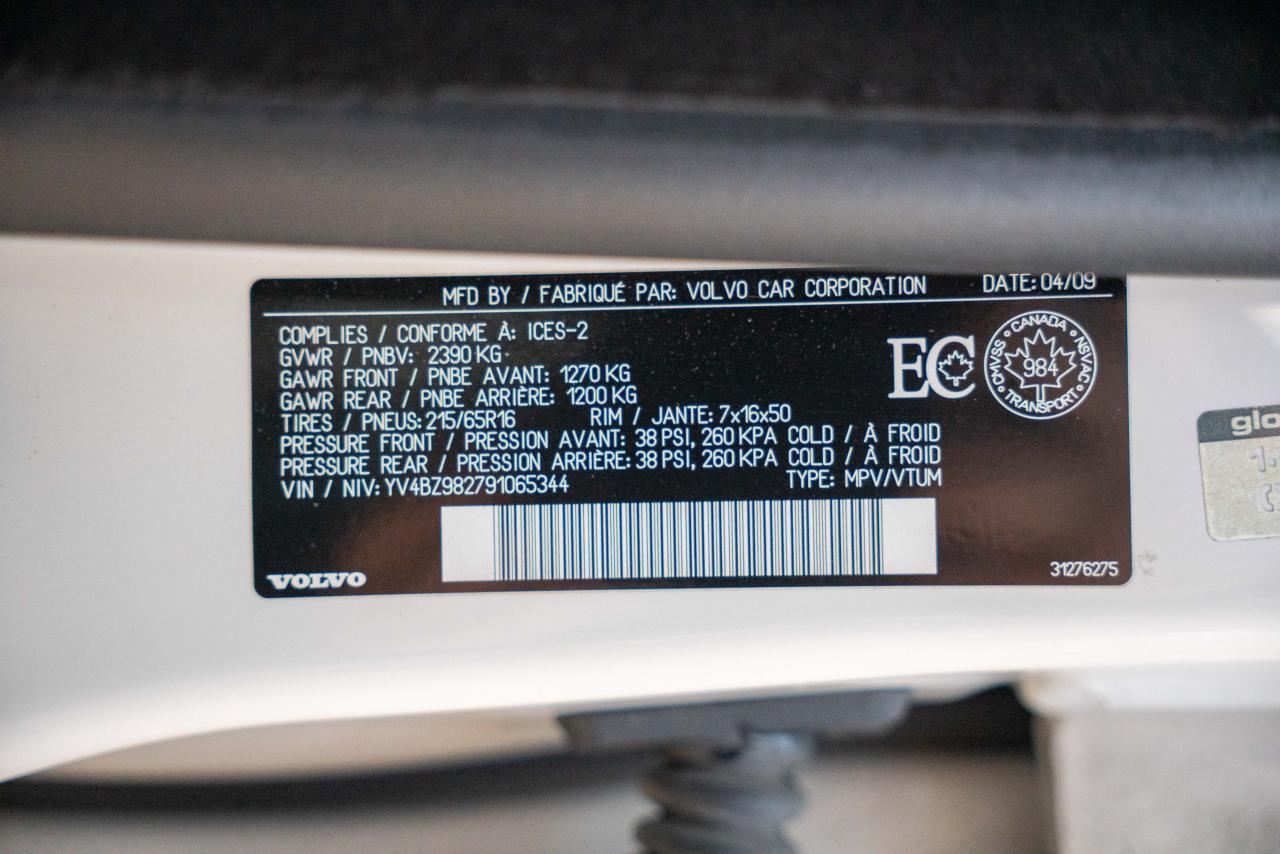 MFD BY / FABRIQUÉ PAR: VOLVO CAR CORPORATION DATE: 04/09
COMPLIES / CONFORME À: ICES-2
GVWR / PNBV: 2390 KG
GAWR FRONT / PNBE AVANT: 1270 KG
GAWR REAR / PNBE ARRIÈRE: 1200 KG
TIRES / PNEUS: 215/65R16 RIM / JANTE: 7x16x50
PRESSURE FRONT / PRESSION AVANT: 38 PSI, 260 KPA COLD / À FROID
PRESSURE REAR / PRESSION ARRIÈRE: 38 PSI, 260 KPA COLD / À FROID
VIN / NIV: YV4BZ982791065344 TYPE: MPV/VTUM
EC
CANADA
CMVSS 984 NSVAC
TRANSPORT
VOLVO 31276275